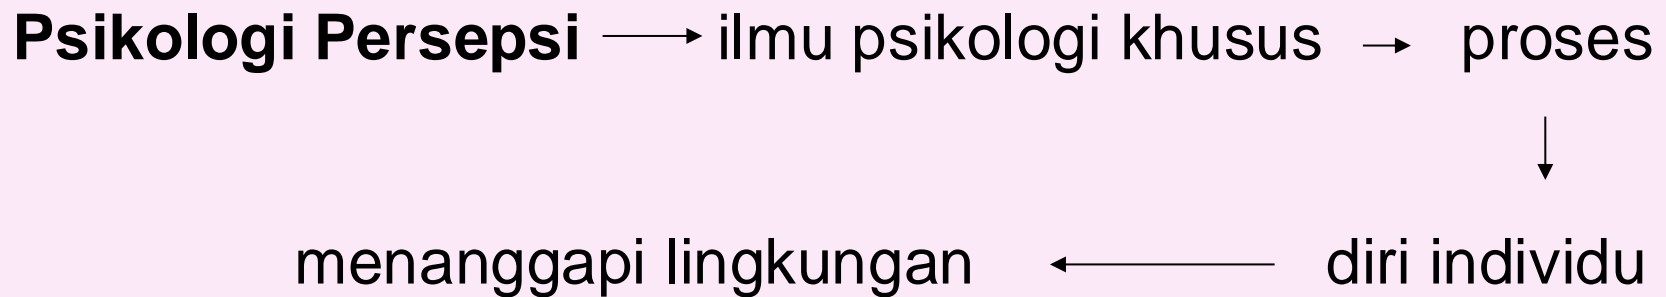 Psikologi Persepsi → ilmu psikologi khusus → proses
↓
menanggapi lingkungan ← diri individu